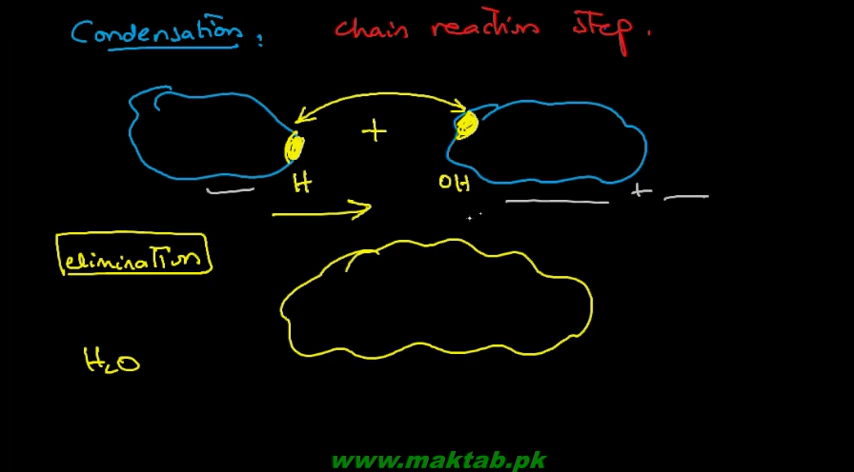 Condensation: chain reaction step.
+
H OH
+
elimination
H2O
www.maktab.pk